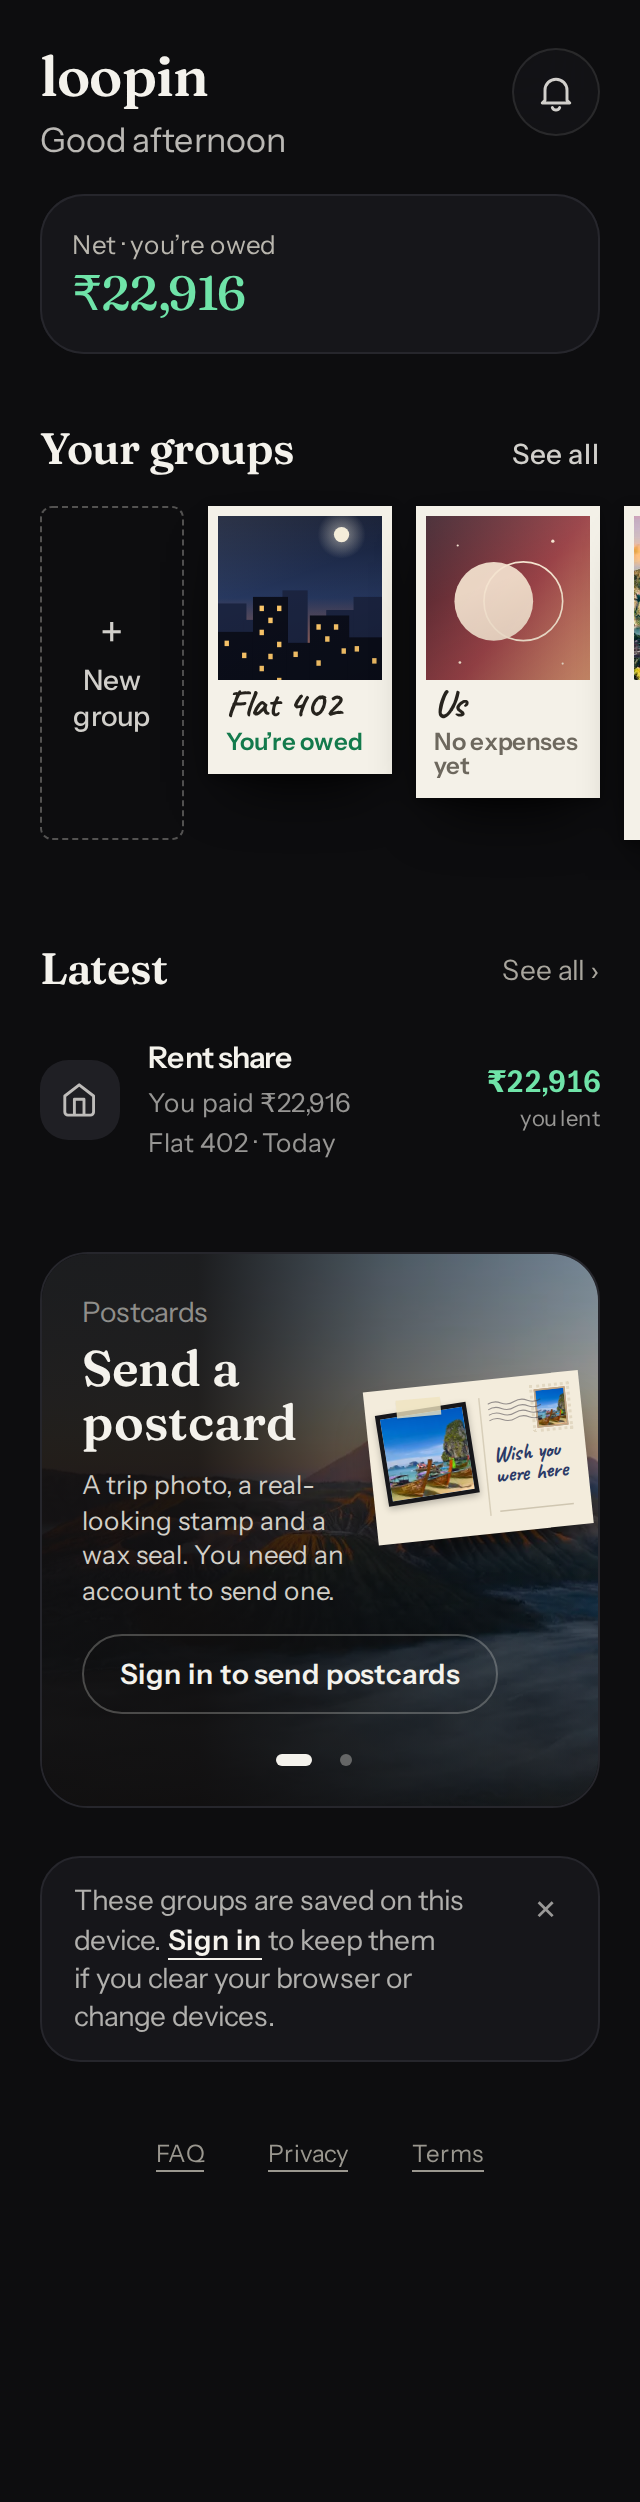 loopin
Good afternoon
Net · you’re owed
₹22,916
Your groups
See all
+
New
group
Flat 402
You’re owed
Us
No expenses
yet
Latest
See all ›
Rent share
You paid ₹22,916
Flat 402 · Today
₹22,916
you lent
Postcards
Send a
postcard
A trip photo, a real-
looking stamp and a
wax seal. You need an
account to send one.
Wish you
were here
Sign in to send postcards
These groups are saved on this
device. Sign in to keep them
if you clear your browser or
change devices.
×
FAQ
Privacy
Terms